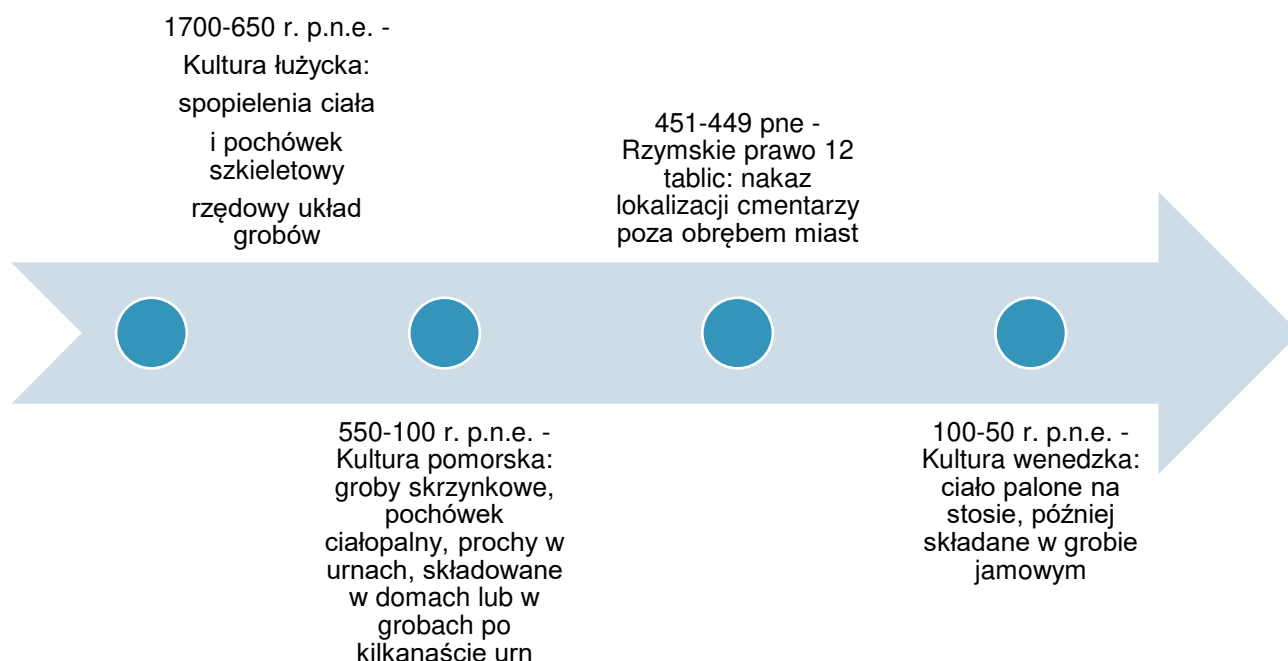 1700-650 r. p.n.e. -
Kultura łużycka:
spopielenia ciała
i pochówek
szkieletowy
rzędowy układ
grobów
550-100 r. p.n.e. -
Kultura pomorska:
groby skrzynkowe,
pochówek
ciałopalny, prochy w
urnach, składowane
w domach lub w
grobach po
kilkanaście urn
451-449 pne -
Rzymskie prawo 12
tablic: nakaz
lokalizacji cmentarzy
poza obrębem miast
100-50 r. p.n.e. -
Kultura wenedzka:
ciało palone na
stosie, później
składane w grobie
jamowym